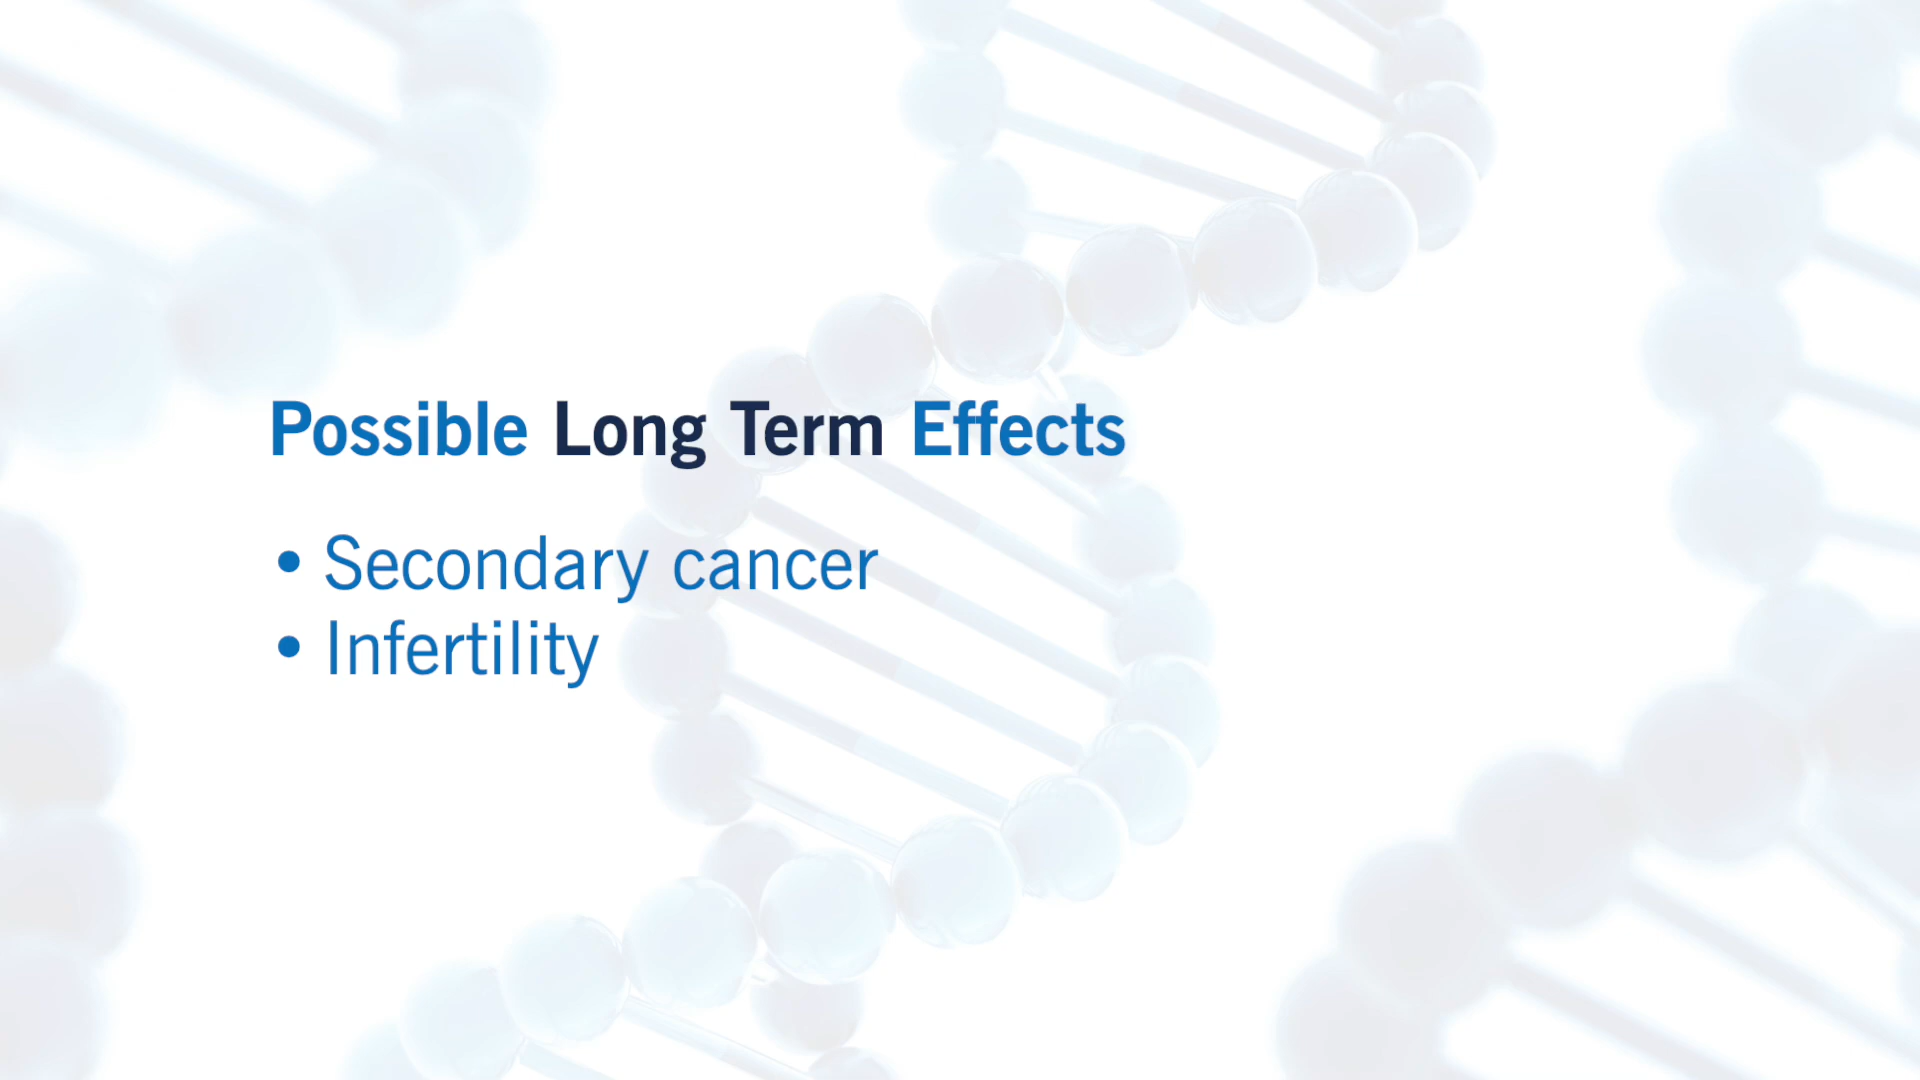 Possible Long Term Effects
• Secondary cancer
• Infertility